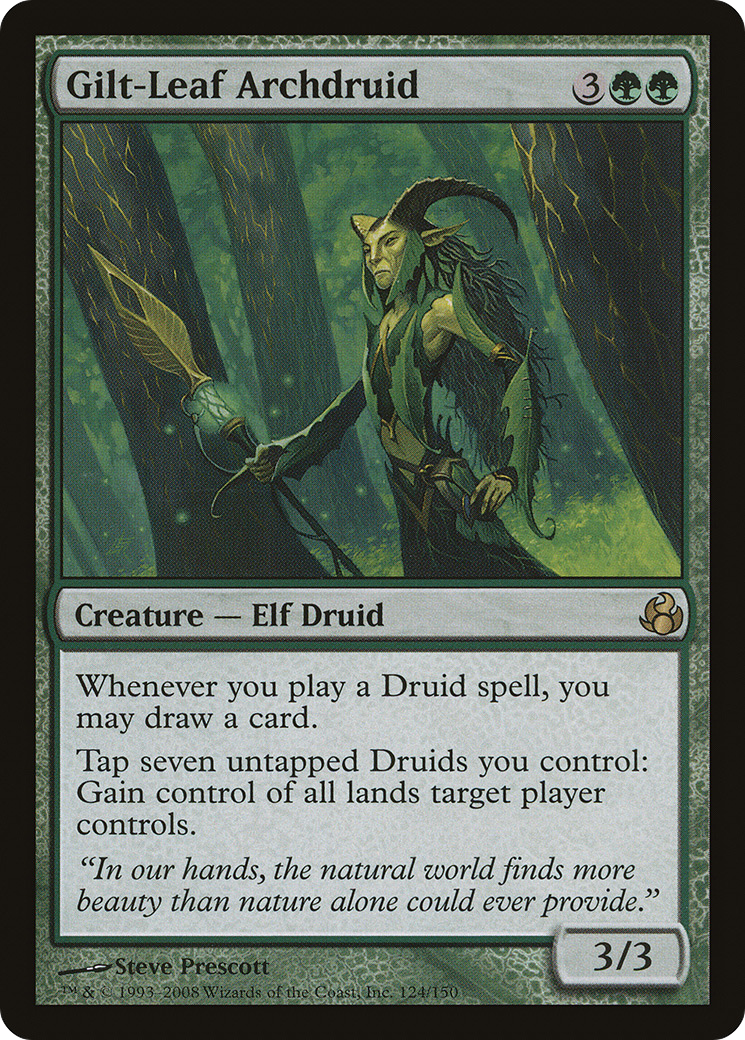 Gilt-Leaf Archdruid
3
Creature — Elf Druid
Whenever you play a Druid spell, you
may draw a card.
Tap seven untapped Druids you control:
Gain control of all lands target player
controls.
“In our hands, the natural world finds more
beauty than nature alone could ever provide.”
3/3
Steve Prescott
™ & © 1993–2008 Wizards of the Coast, Inc. 124/150